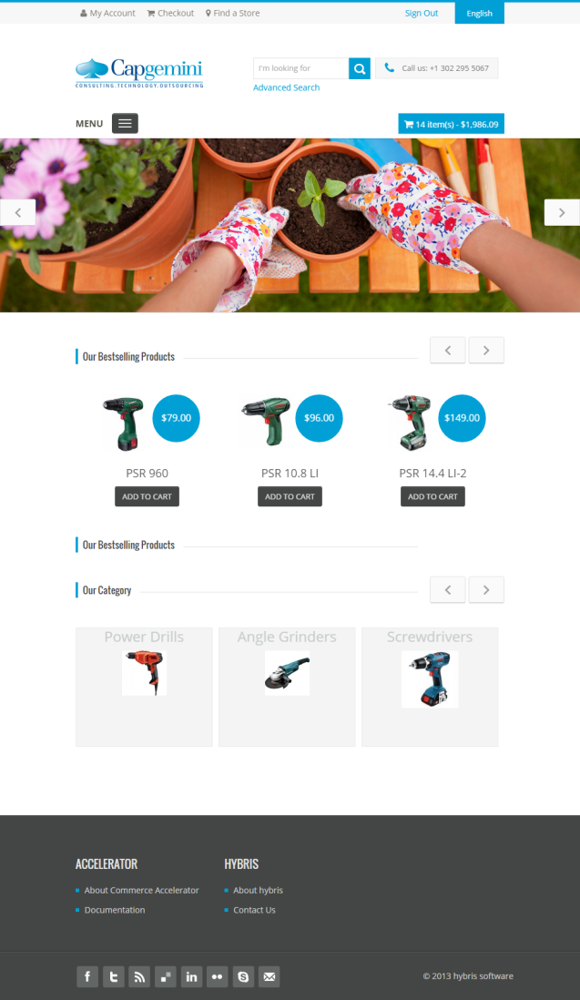 My Account Checkout Find a Store Sign Out English
Capgemini
CONSULTING.TECHNOLOGY.OUTSOURCING
I'm looking for
Call us: +1 302 295 5067
Advanced Search
MENU
14 item(s) - $1,986.09
Our Bestselling Products
$79.00 $96.00 $149.00
PSR 960 PSR 10.8 LI PSR 14.4 LI-2
ADD TO CART ADD TO CART ADD TO CART
Our Bestselling Products
Our Category
Power Drills Angle Grinders Screwdrivers
ACCELERATOR HYBRIS
About Commerce Accelerator About hybris
Documentation Contact Us
© 2013 hybris software